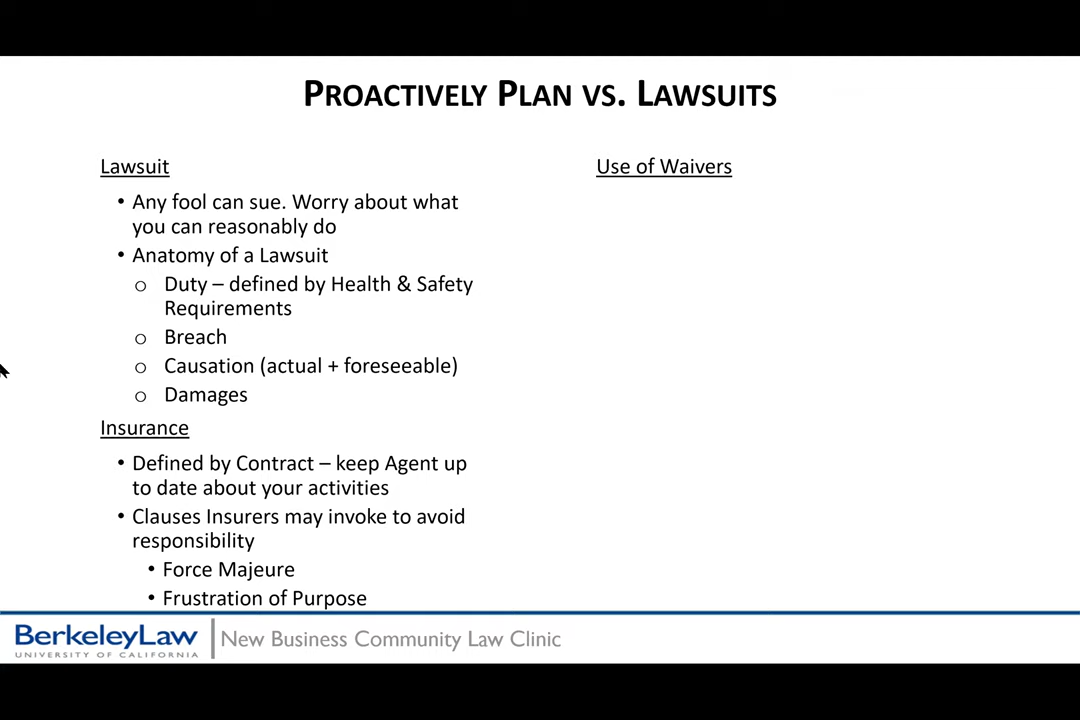 PROACTIVELY PLAN VS. LAWSUITS
Lawsuit
• Any fool can sue. Worry about what
you can reasonably do
• Anatomy of a Lawsuit
o Duty – defined by Health & Safety
Requirements
o Breach
o Causation (actual + foreseeable)
o Damages
Insurance
• Defined by Contract – keep Agent up
to date about your activities
• Clauses Insurers may invoke to avoid
responsibility
• Force Majeure
• Frustration of Purpose
Use of Waivers
BerkeleyLaw
UNIVERSITY OF CALIFORNIA
New Business Community Law Clinic